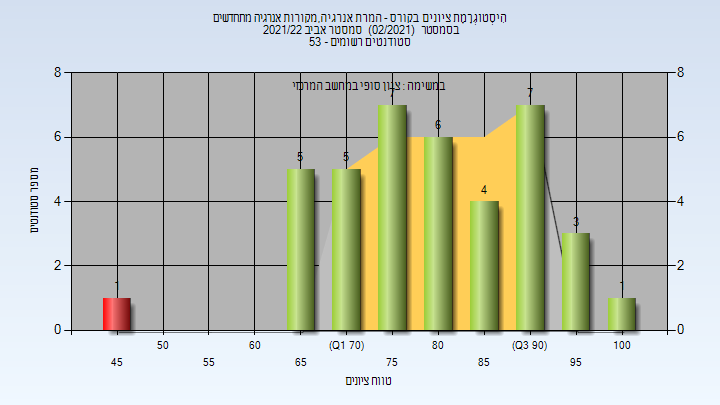 הִיסְטוֹגְרָמַת ציונים בקורס - המרת אנרגיה,מקורות אנרגיה מתחדשים
בסמסטר (02/2021) סמסטר אביב 2021/22
סטודנטים רשומים - 53
במשימה : ציון סופי במחשב המרכזי
8 8
6 6
4 4
2 2
0 0
מספר סטודנטים
1 5 5 7 6 4 7 3 1
50 60 (Q1 70) 80 (Q3 90) 100
45 55 65 75 85 95
טווח ציונים